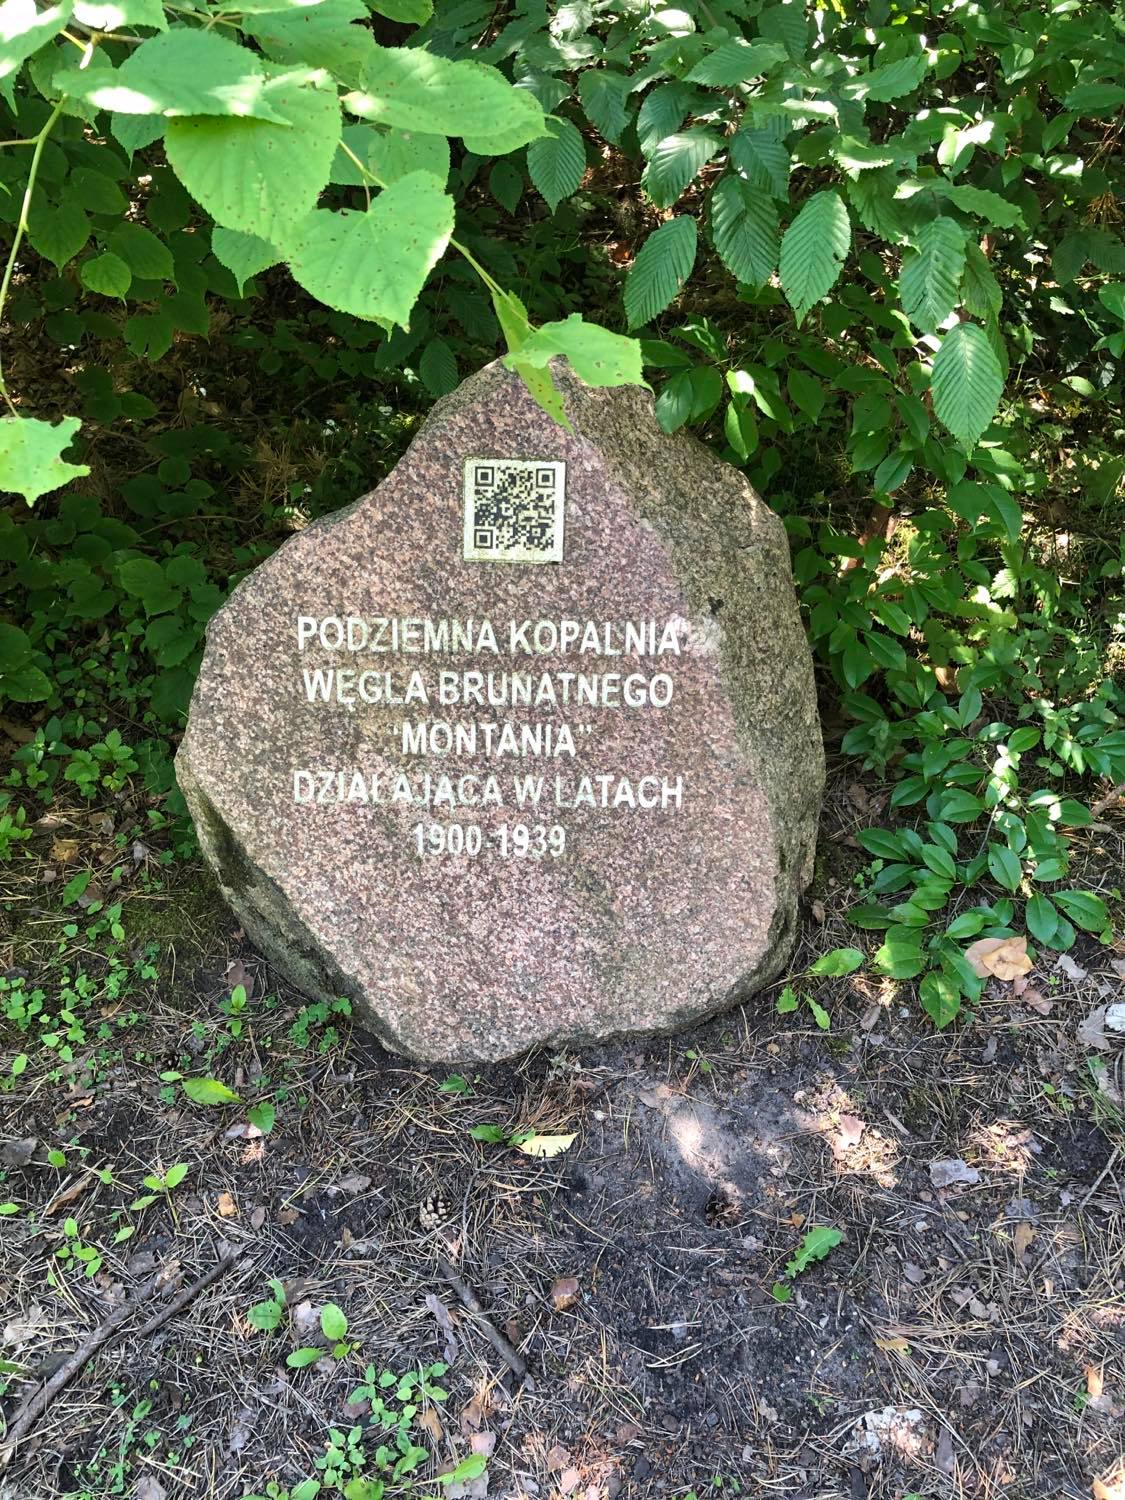 PODZIEMNA KOPALNIA
WĘGLA BRUNATNEGO
"MONTANIA"
DZIAŁAJĄCA W LATACH
1900-1939